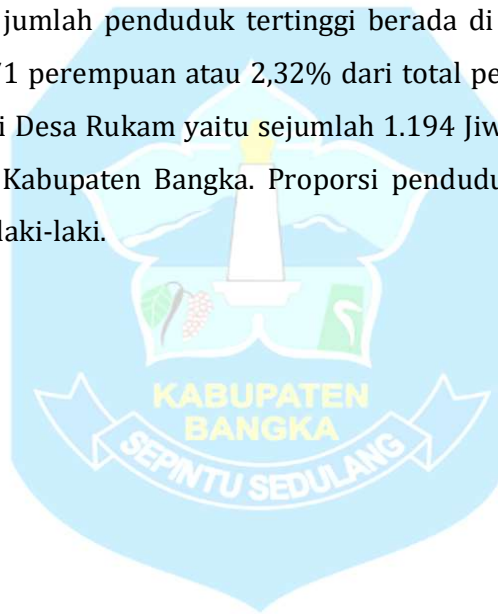 jumlah penduduk tertinggi berada di
71 perempuan atau 2,32% dari total pe
i Desa Rukam yaitu sejumlah 1.194 Jiw
Kabupaten Bangka. Proporsi pendudu
laki-laki.
KABUPATEN
BANGKA
SEPINTU SEDULANG